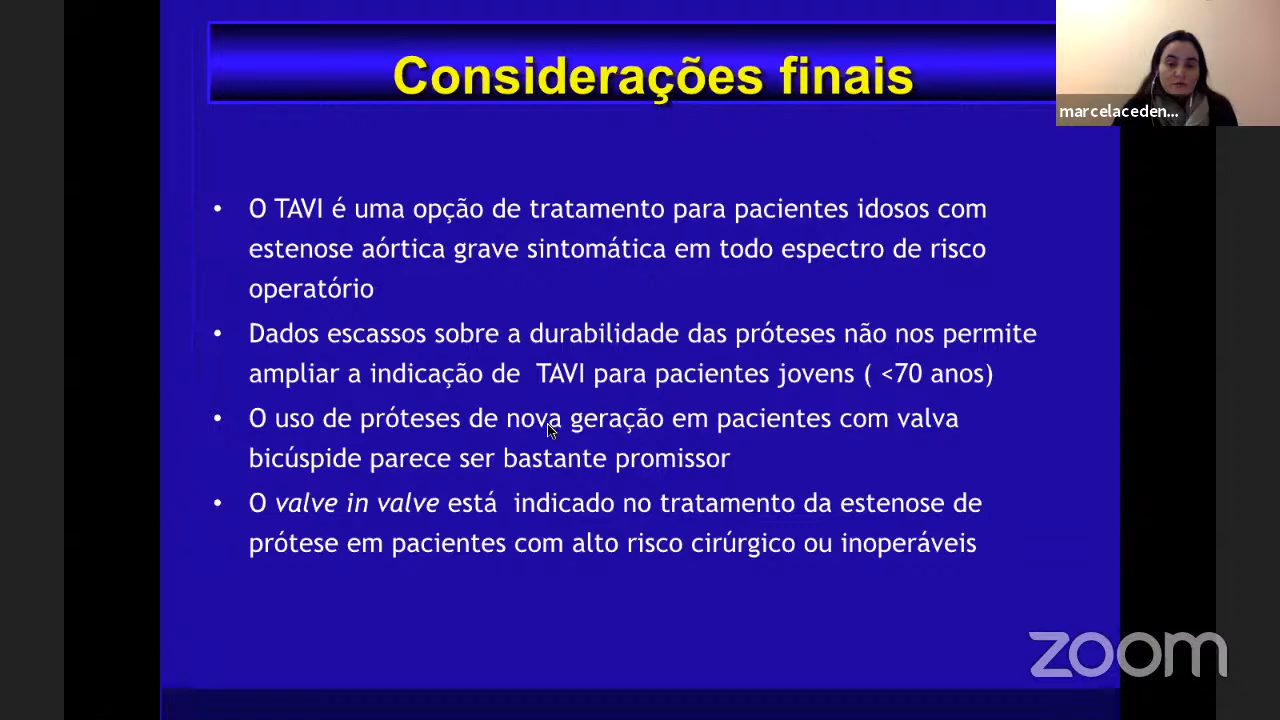 Considerações finais
marcelaceden...
• O TAVI é uma opção de tratamento para pacientes idosos com
estenose aórtica grave sintomática em todo espectro de risco
operatório
• Dados escassos sobre a durabilidade das próteses não nos permite
ampliar a indicação de TAVI para pacientes jovens ( <70 anos)
• O uso de próteses de nova geração em pacientes com valva
bicúspide parece ser bastante promissor
• O valve in valve está indicado no tratamento da estenose de
prótese em pacientes com alto risco cirúrgico ou inoperáveis
zoom